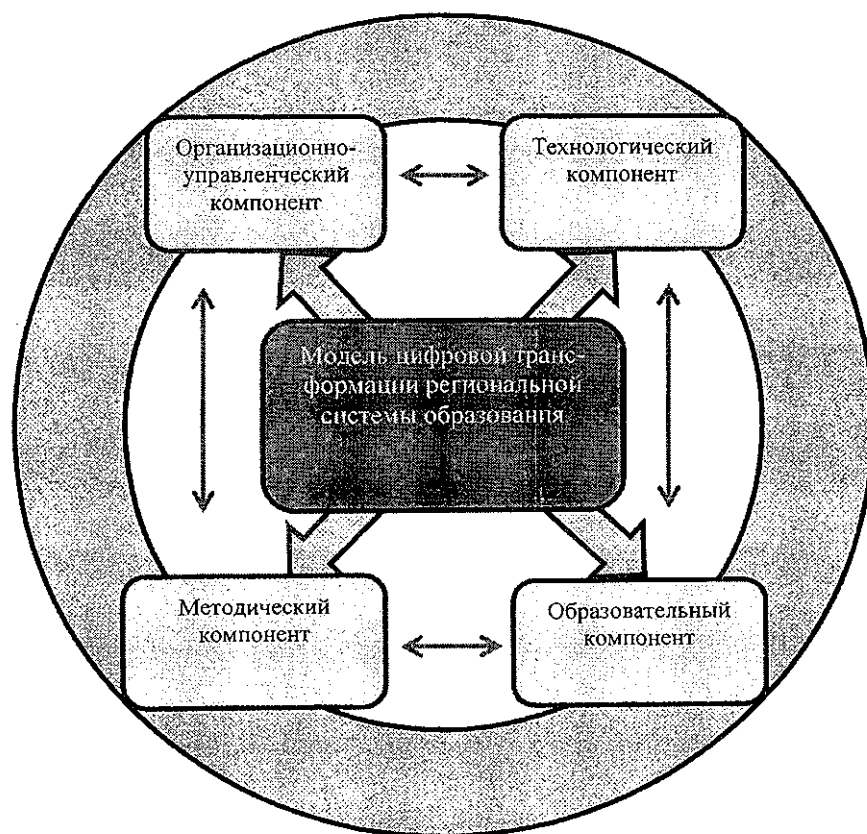 Организационно-
управленческий
компонент
Технологический
компонент
Модель цифровой транс-
формации региональной
системы образования
Методический
компонент
Образовательный
компонент